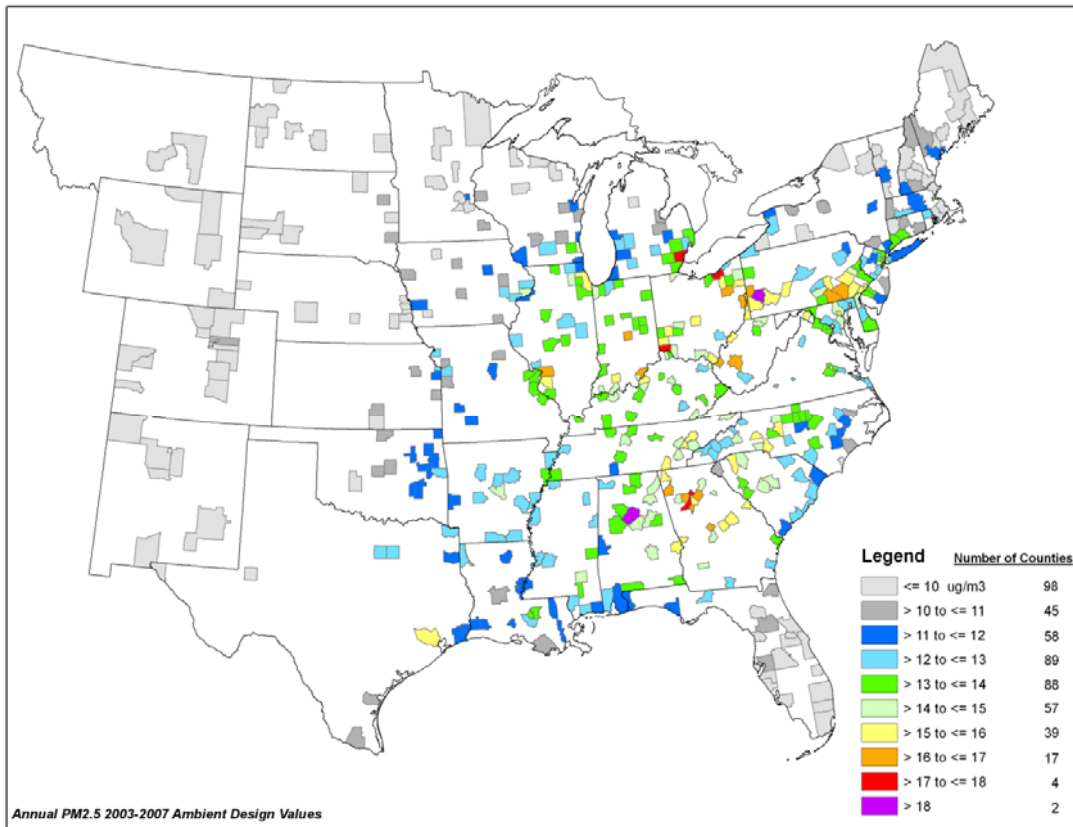 Legend Number of Counties
<= 10 ug/m3 98
> 10 to <= 11 45
> 11 to <= 12 58
> 12 to <= 13 89
> 13 to <= 14 88
> 14 to <= 15 57
> 15 to <= 16 39
> 16 to <= 17 17
> 17 to <= 18 4
> 18 2
Annual PM2.5 2003-2007 Ambient Design Values